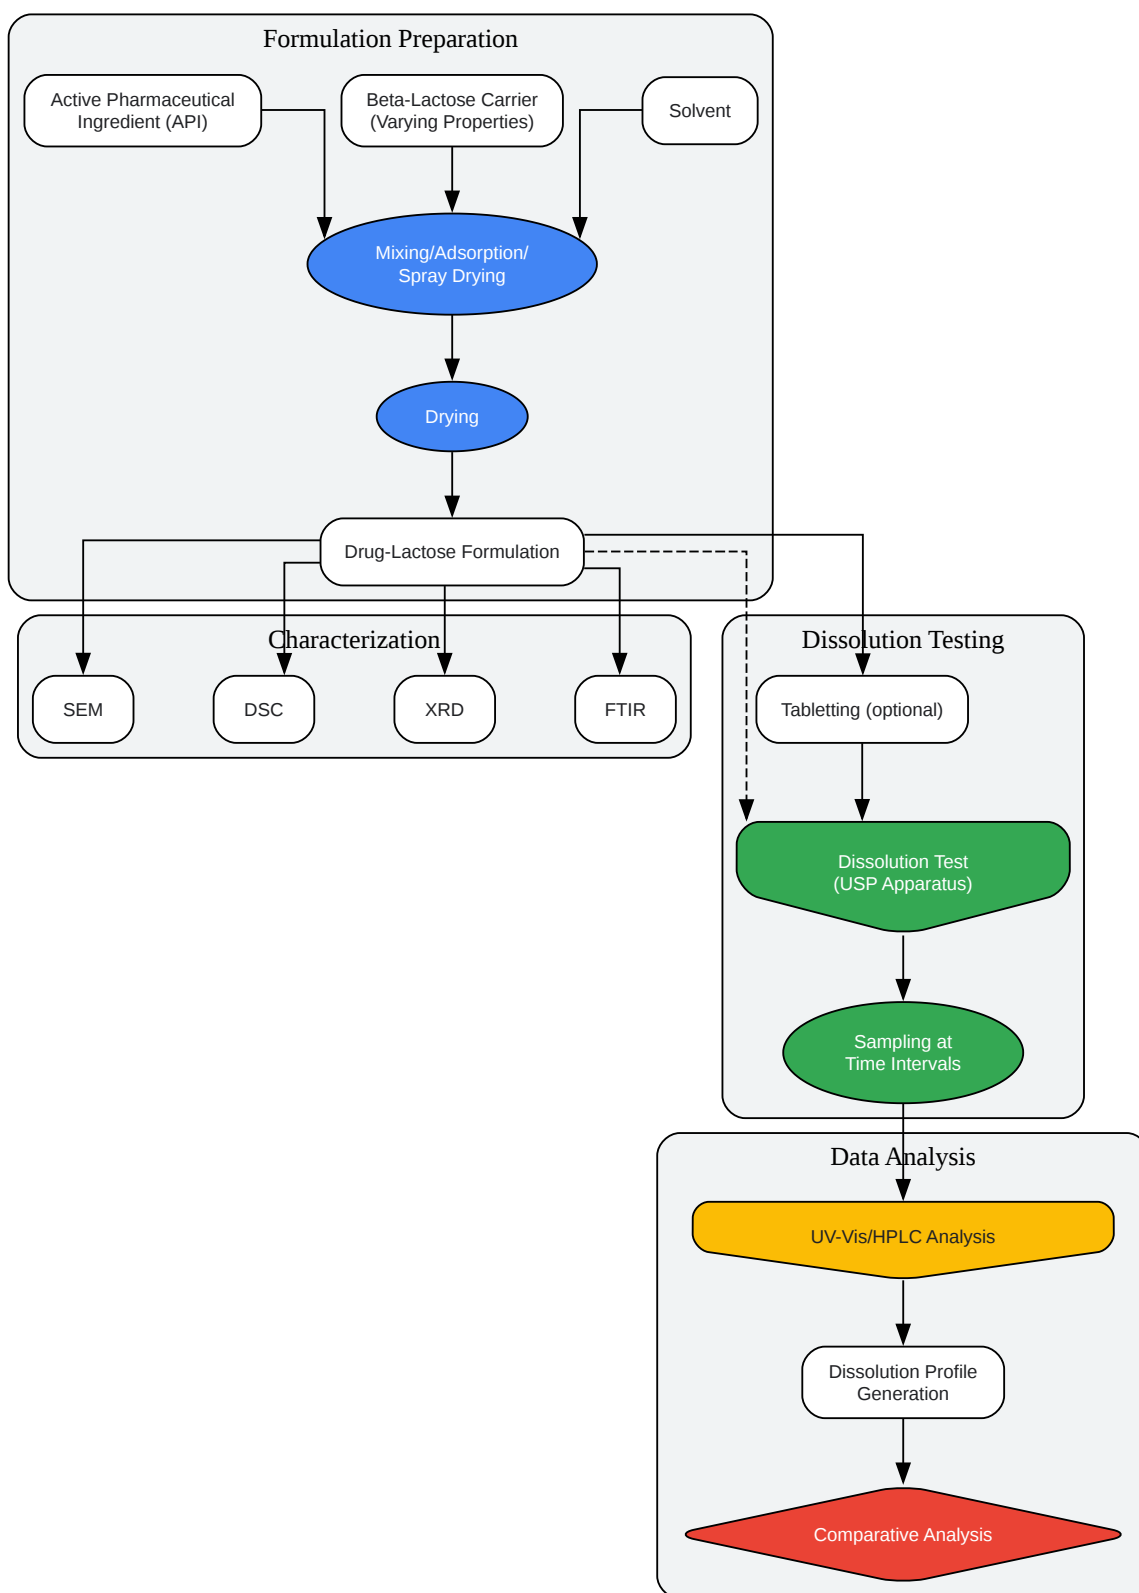 Formulation Preparation
Active Pharmaceutical
Ingredient (API)
Beta-Lactose Carrier
(Varying Properties)
Solvent
Mixing/Adsorption/
Spray Drying
Drying
Drug-Lactose Formulation
Characterization
Dissolution Testing
SEM
DSC
XRD
FTIR
Tabletting (optional)
Dissolution Test
(USP Apparatus)
Sampling at
Time Intervals
Data Analysis
UV-Vis/HPLC Analysis
Dissolution Profile
Generation
Comparative Analysis